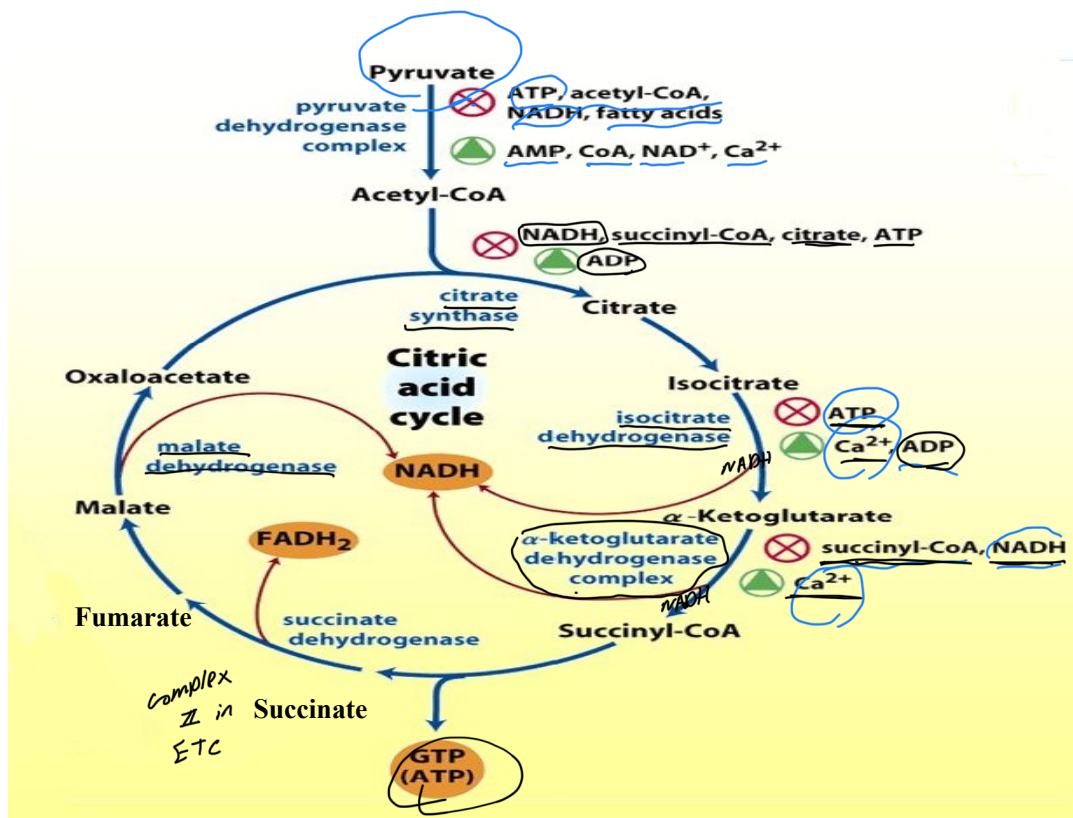 Pyruvate
pyruvate
dehydrogenase
complex
ATP, acetyl-CoA,
NADH, fatty acids
AMP, CoA, NAD⁺, Ca²⁺
Acetyl-CoA
NADH, succinyl-CoA, citrate, ATP
ADP
citrate
synthase
Citrate
Citric
acid
cycle
Oxaloacetate
Isocitrate
isocitrate
dehydrogenase
ATP
Ca²⁺, ADP
malate
dehydrogenase
NADH
NADH
Malate
α-Ketoglutarate
FADH₂
α-ketoglutarate
dehydrogenase
complex
succinyl-CoA, NADH
Ca²⁺
NADH
Fumarate
succinate
dehydrogenase
Succinyl-CoA
complex
II in
ETC
Succinate
GTP
(ATP)